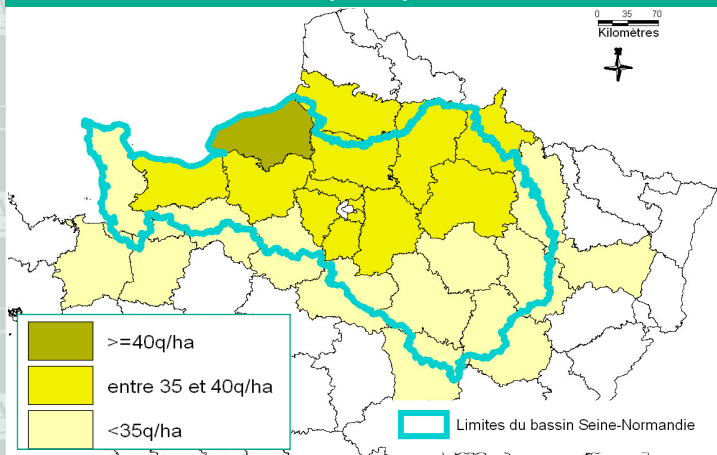 0 35 70
Kilomètres
>=40q/ha
entre 35 et 40q/ha
<35q/ha
Limites du bassin Seine-Normandie